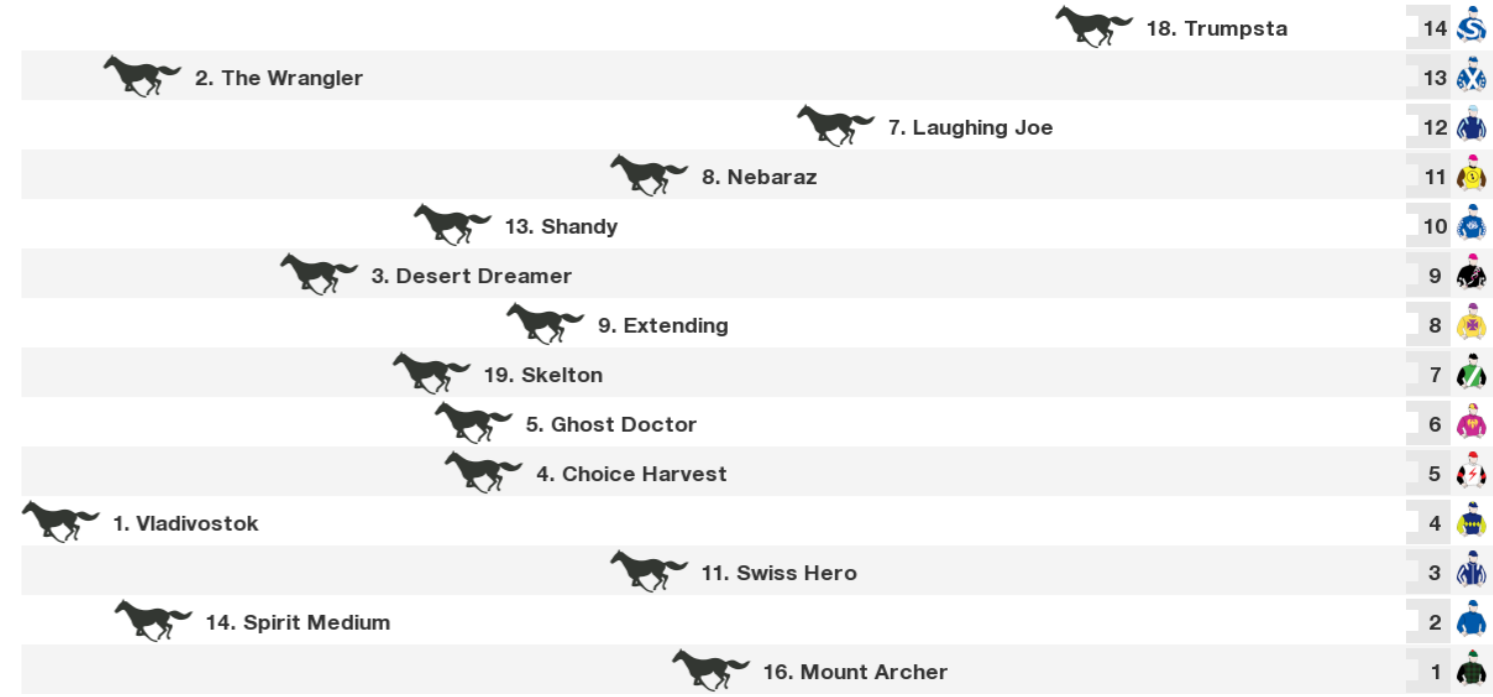 18. Trumpsta 14
2. The Wrangler 13
7. Laughing Joe 12
8. Nebaraz 11
13. Shandy 10
3. Desert Dreamer 9
9. Extending 8
19. Skelton 7
5. Ghost Doctor 6
4. Choice Harvest 5
1. Vladivostok 4
11. Swiss Hero 3
14. Spirit Medium 2
16. Mount Archer 1